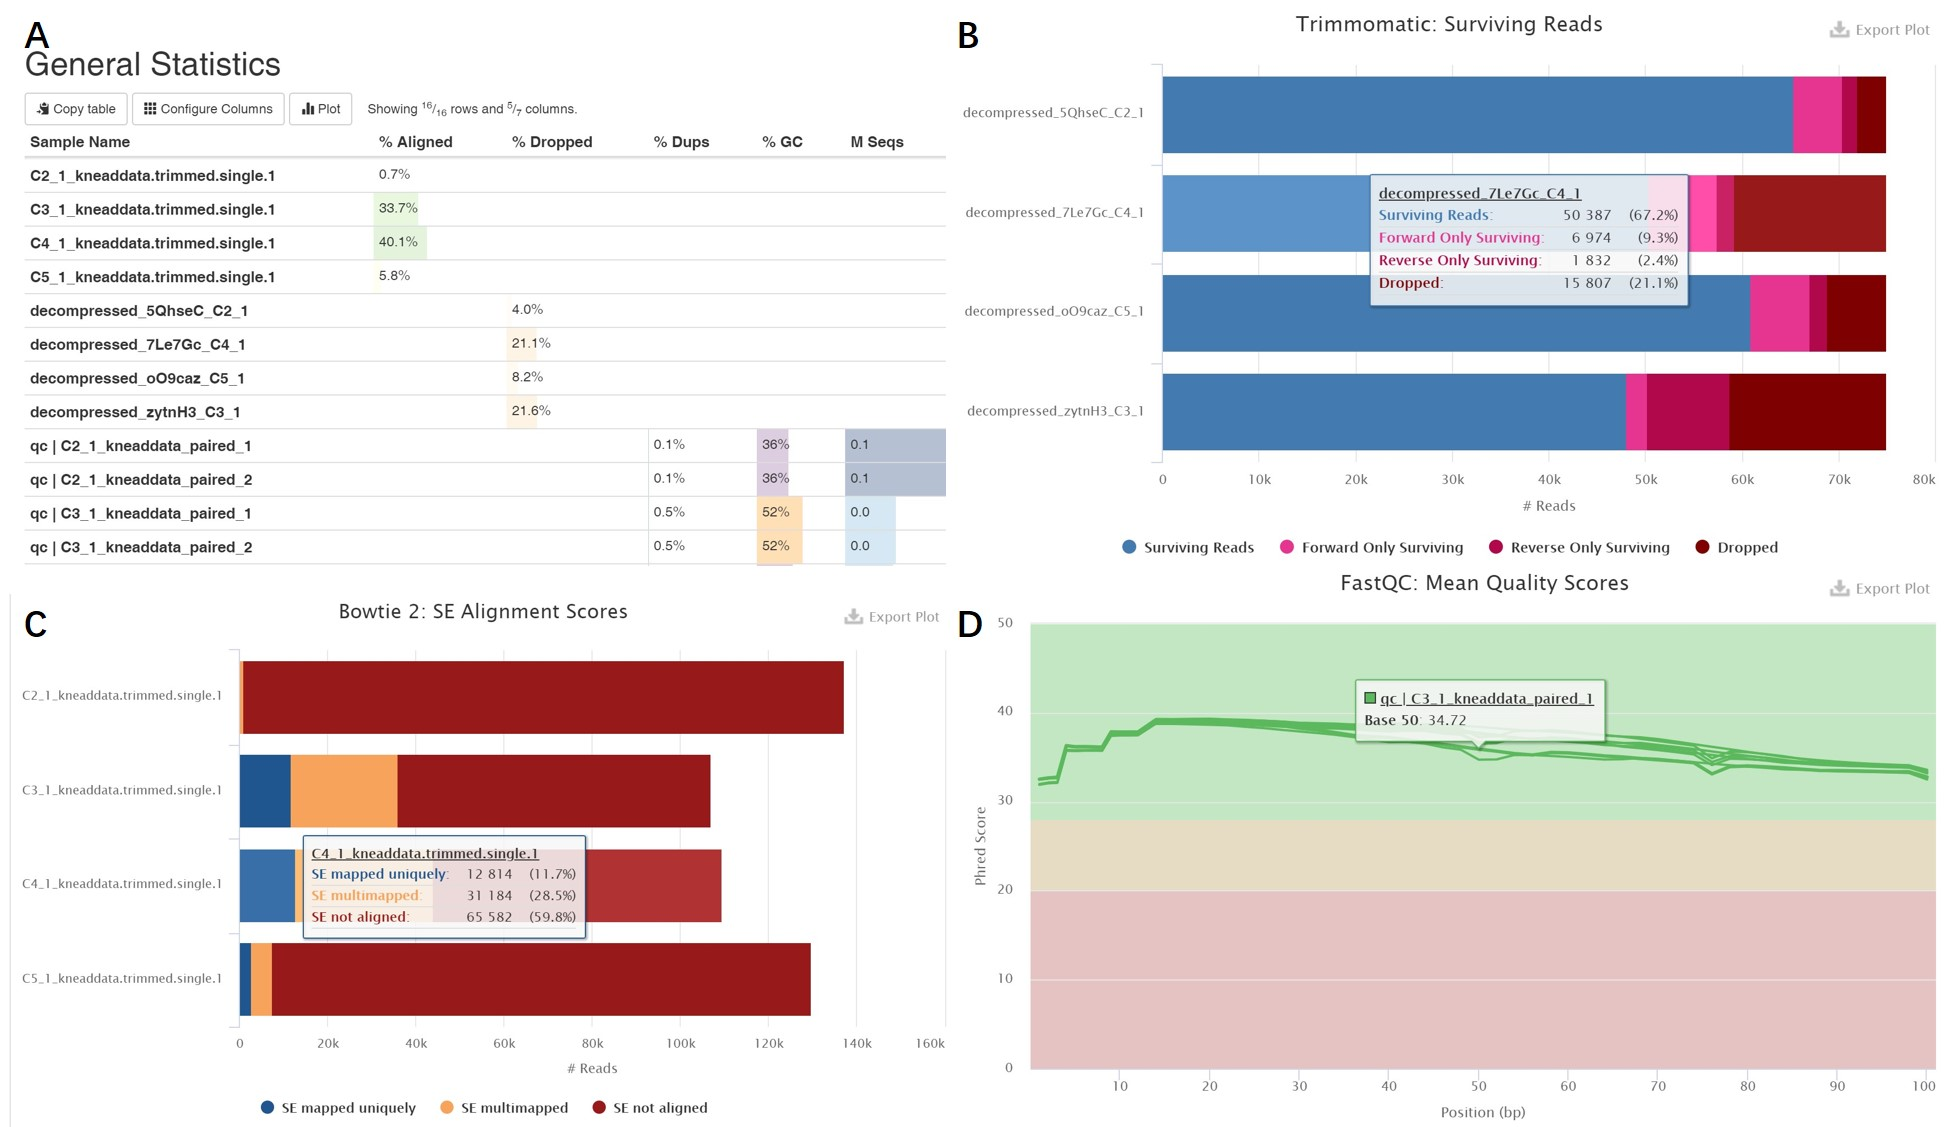 A
General Statistics
Copy table
Configure Columns
Plot
Showing 16/16 rows and 5/7 columns.
Sample Name % Aligned % Dropped % Dups % GC M Seqs
C2_1_kneaddata.trimmed.single.1 0.7%
C3_1_kneaddata.trimmed.single.1 33.7%
C4_1_kneaddata.trimmed.single.1 40.1%
C5_1_kneaddata.trimmed.single.1 5.8%
decompressed_5QhseC_C2_1 4.0%
decompressed_7Le7Gc_C4_1 21.1%
decompressed_oO9caz_C5_1 8.2%
decompressed_zytnH3_C3_1 21.6%
qc | C2_1_kneaddata_paired_1 0.1% 36% 0.1
qc | C2_1_kneaddata_paired_2 0.1% 36% 0.1
qc | C3_1_kneaddata_paired_1 0.5% 52% 0.0
qc | C3_1_kneaddata_paired_2 0.5% 52% 0.0
B
Trimmomatic: Surviving Reads
Export Plot
decompressed_5QhseC_C2_1
decompressed_7Le7Gc_C4_1
decompressed_oO9caz_C5_1
decompressed_zytnH3_C3_1
decompressed_7Le7Gc_C4_1
Surviving Reads: 50 387 (67.2%)
Forward Only Surviving: 6 974 (9.3%)
Reverse Only Surviving: 1 832 (2.4%)
Dropped: 15 807 (21.1%)
0 10k 20k 30k 40k 50k 60k 70k 80k
# Reads
Surviving Reads Forward Only Surviving Reverse Only Surviving Dropped
C
Bowtie 2: SE Alignment Scores
Export Plot
C2_1_kneaddata.trimmed.single.1
C3_1_kneaddata.trimmed.single.1
C4_1_kneaddata.trimmed.single.1
C5_1_kneaddata.trimmed.single.1
C4_1_kneaddata.trimmed.single.1
SE mapped uniquely: 12 814 (11.7%)
SE multimapped: 31 184 (28.5%)
SE not aligned: 65 582 (59.8%)
0 20k 40k 60k 80k 100k 120k 140k 160k
# Reads
SE mapped uniquely SE multimapped SE not aligned
D
FastQC: Mean Quality Scores
Export Plot
Phred Score
50
40
30
20
10
0
qc | C3_1_kneaddata_paired_1
Base 50: 34.72
10 20 30 40 50 60 70 80 90 100
Position (bp)